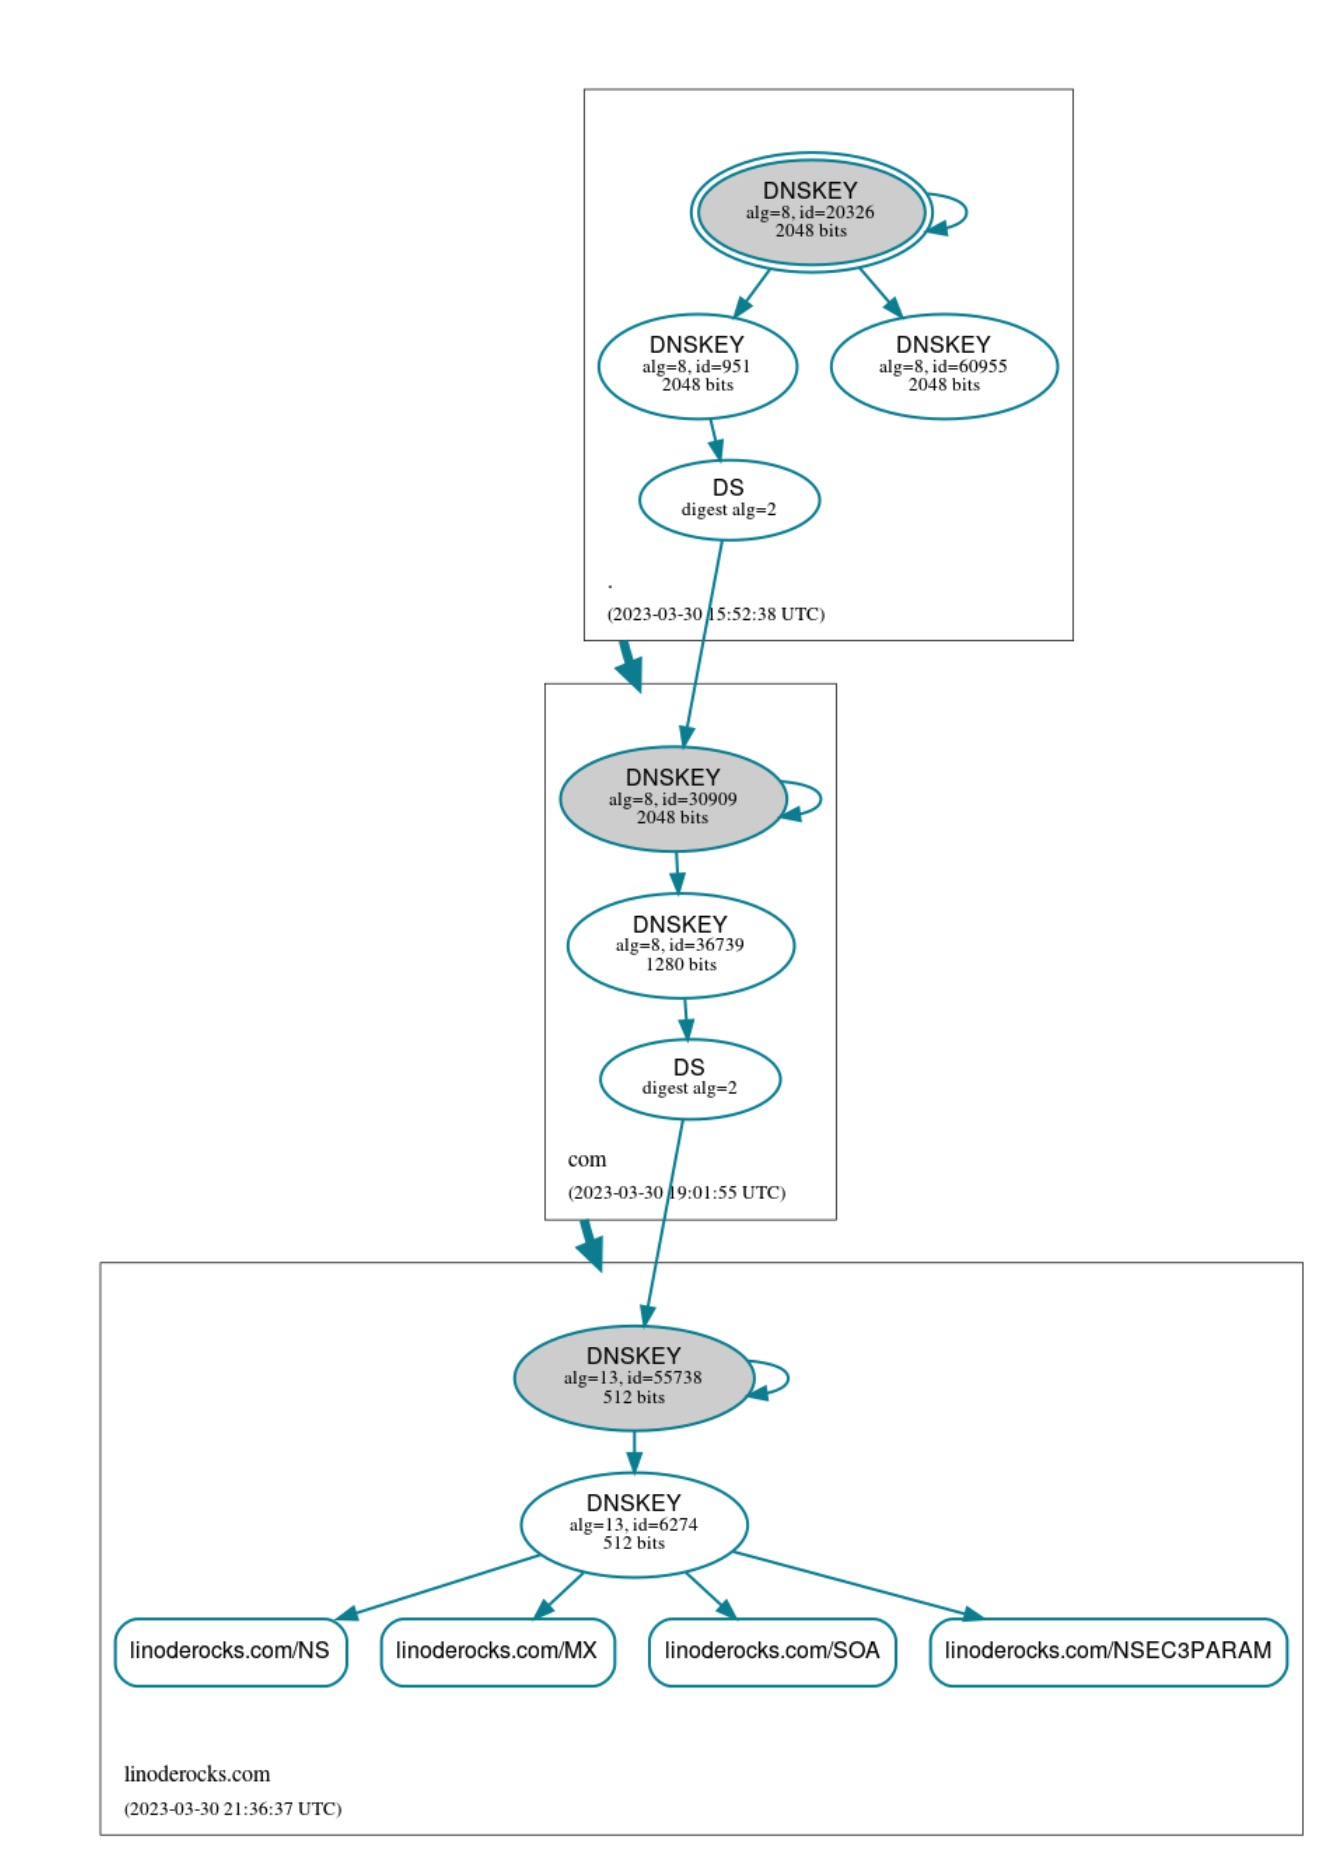 DNSKEY
alg=8, id=20326
2048 bits
DNSKEY
alg=8, id=951
2048 bits
DNSKEY
alg=8, id=60955
2048 bits
DS
digest alg=2
.
(2023-03-30 15:52:38 UTC)
DNSKEY
alg=8, id=30909
2048 bits
DNSKEY
alg=8, id=36739
1280 bits
DS
digest alg=2
com
(2023-03-30 19:01:55 UTC)
DNSKEY
alg=13, id=55738
512 bits
DNSKEY
alg=13, id=6274
512 bits
linoderocks.com/NS
linoderocks.com/MX
linoderocks.com/SOA
linoderocks.com/NSEC3PARAM
linoderocks.com
(2023-03-30 21:36:37 UTC)